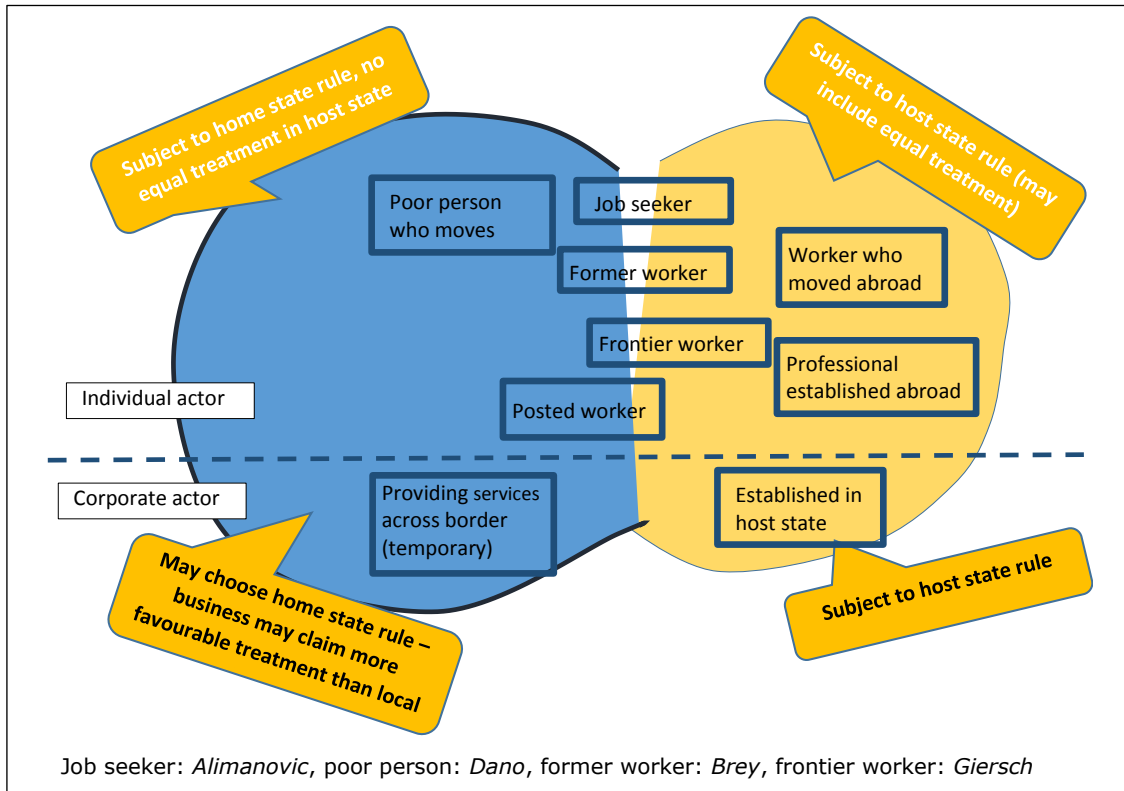 Subject to home state rule, no
equal treatment in host state
Subject to host state rule (may
include equal treatment)
Poor person
who moves
Job seeker
Former worker
Worker who
moved abroad
Frontier worker
Professional
established abroad
Individual actor
Posted worker
Corporate actor
Providing services
across border
(temporary)
Established in
host state
May choose home state rule –
business may claim more
favourable treatment than local
Subject to host state rule
Job seeker: Alimanovic, poor person: Dano, former worker: Brey, frontier worker: Giersch